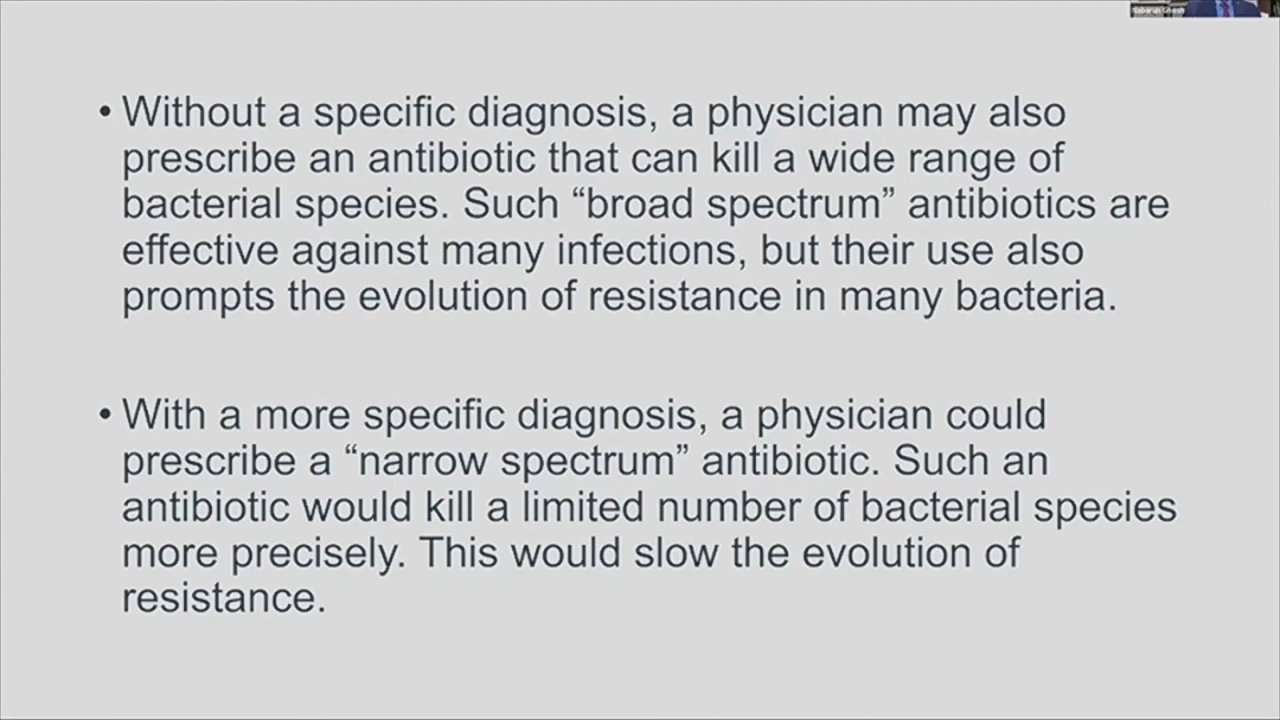 • Without a specific diagnosis, a physician may also
prescribe an antibiotic that can kill a wide range of
bacterial species. Such “broad spectrum” antibiotics are
effective against many infections, but their use also
prompts the evolution of resistance in many bacteria.
• With a more specific diagnosis, a physician could
prescribe a “narrow spectrum” antibiotic. Such an
antibiotic would kill a limited number of bacterial species
more precisely. This would slow the evolution of
resistance.